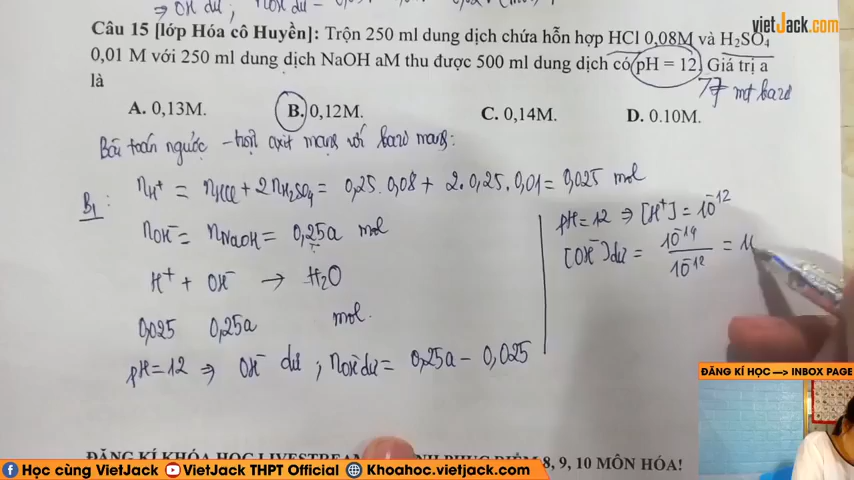 ⇒ OH⁻ dư ;
vietJack.com
Câu 15 [lớp Hóa cô Huyền]: Trộn 250 ml dung dịch chứa hỗn hợp HCl 0,08M và H₂SO₄
0,01 M với 250 ml dung dịch NaOH aM thu được 500 ml dung dịch có pH = 12. Giá trị a
là
77 mt bazơ
A. 0,13M. B. 0,12M. C. 0,14M. D. 0.10M.
Bài toán ngược - trộn axit mạng với bazơ mạng:
B1: nH⁺ = nHCl + 2nH₂SO₄ = 0,25.0,08 + 2.0,25.0,01 = 0,025 mol
nOH⁻ = nNaOH = 0,25a mol
H⁺ + OH⁻ → H₂O
0,025 0,25a mol.
pH=12 ⇒ OH⁻ dư ; nOH⁻dư = 0,25a - 0,025
pH=12 ⇒ [H⁺] = 10⁻¹²
[OH⁻]dư = 10⁻¹⁴ / 10⁻¹² =
ĐĂNG KÍ HỌC —> INBOX PAGE
8, 9, 10 MÔN HÓA!
Học cùng VietJack VietJack THPT Official Khoahoc.vietjack.com